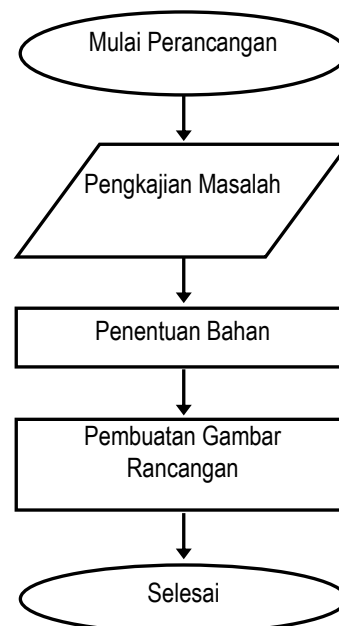 Mulai Perancangan
Pengkajian Masalah
Penentuan Bahan
Pembuatan Gambar
Rancangan
Selesai